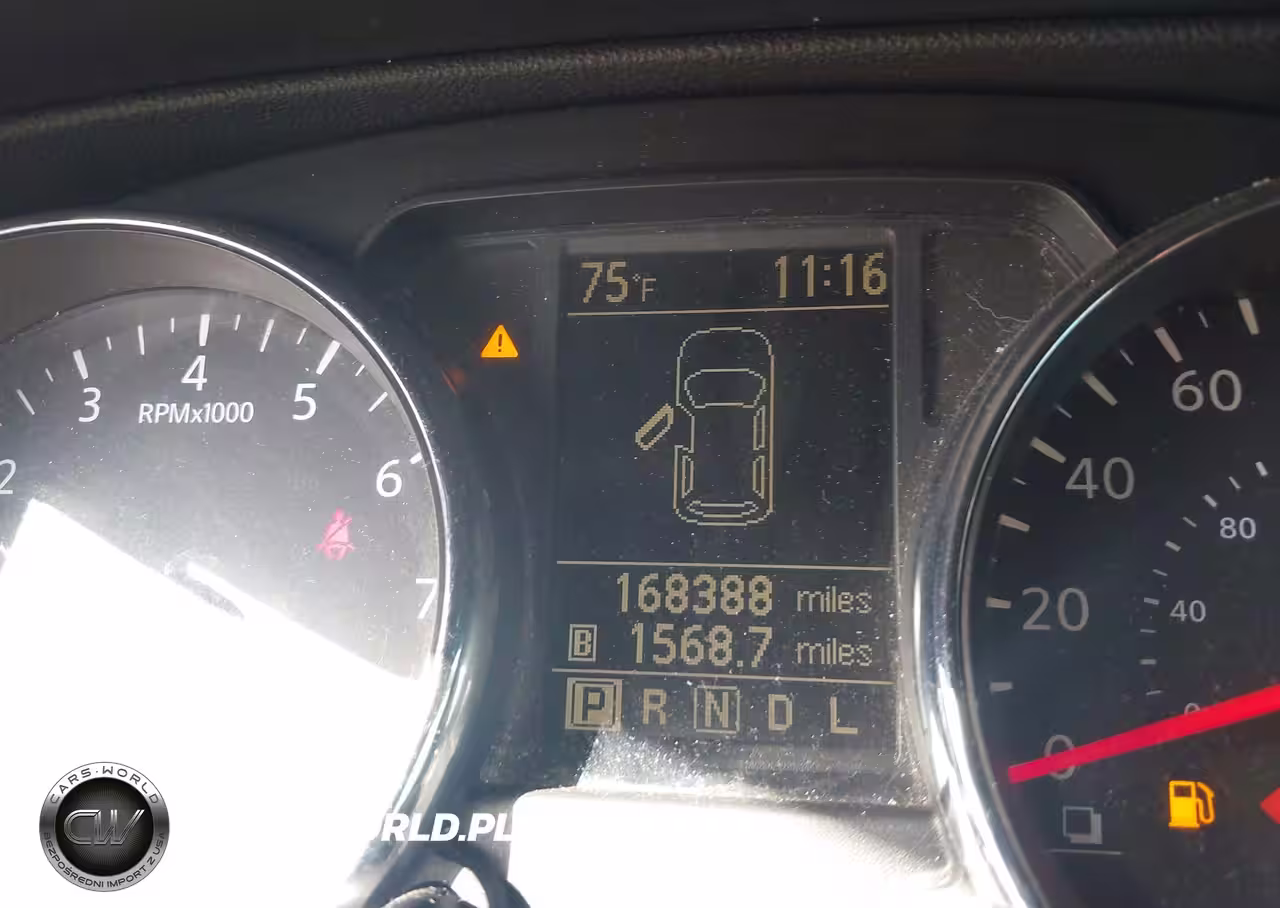 75°F 11:16
2 3 4 5 6 7
RPMx1000
168388 miles
B 1568.7 miles
P R N D L
0 20 40 60
0 40 80
CARS·WORLD
CW
BEZPOŚREDNI IMPORT Z USA
RLD.PL